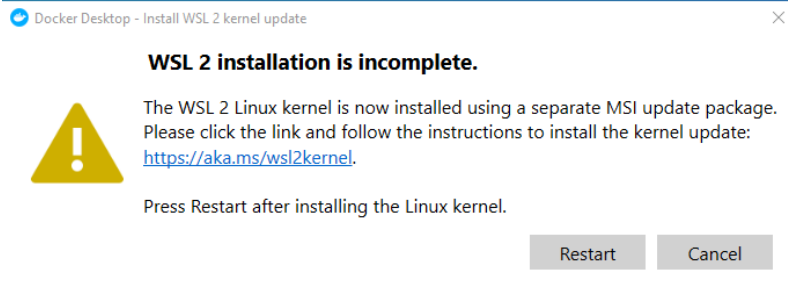 Docker Desktop - Install WSL 2 kernel update
WSL 2 installation is incomplete.
The WSL 2 Linux kernel is now installed using a separate MSI update package.
Please click the link and follow the instructions to install the kernel update:
https://aka.ms/wsl2kernel.
Press Restart after installing the Linux kernel.
Restart Cancel